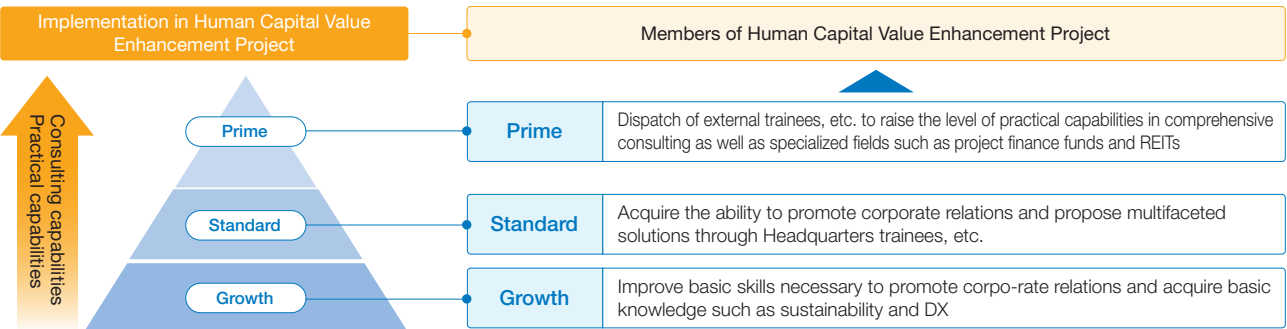 Implementation in Human Capital Value
Enhancement Project
Members of Human Capital Value Enhancement Project
Consulting capabilities
Practical capabilities
Prime
Prime
Dispatch of external trainees, etc. to raise the level of practical capabilities in comprehensive
consulting as well as specialized fields such as project finance funds and REITs
Standard
Standard
Acquire the ability to promote corporate relations and propose multifaceted
solutions through Headquarters trainees, etc.
Growth
Growth
Improve basic skills necessary to promote corpo-rate relations and acquire basic
knowledge such as sustainability and DX